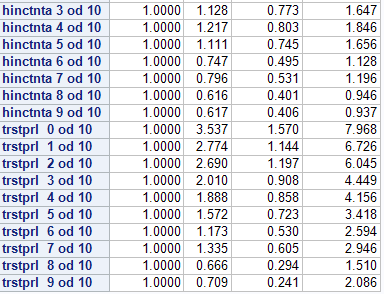 hinctnta 3 od 10 1.0000 1.128 0.773 1.647
hinctnta 4 od 10 1.0000 1.217 0.803 1.846
hinctnta 5 od 10 1.0000 1.111 0.745 1.656
hinctnta 6 od 10 1.0000 0.747 0.495 1.128
hinctnta 7 od 10 1.0000 0.796 0.531 1.196
hinctnta 8 od 10 1.0000 0.616 0.401 0.946
hinctnta 9 od 10 1.0000 0.617 0.406 0.937
trstprl 0 od 10 1.0000 3.537 1.570 7.968
trstprl 1 od 10 1.0000 2.774 1.144 6.726
trstprl 2 od 10 1.0000 2.690 1.197 6.045
trstprl 3 od 10 1.0000 2.010 0.908 4.449
trstprl 4 od 10 1.0000 1.888 0.858 4.156
trstprl 5 od 10 1.0000 1.572 0.723 3.418
trstprl 6 od 10 1.0000 1.173 0.530 2.594
trstprl 7 od 10 1.0000 1.335 0.605 2.946
trstprl 8 od 10 1.0000 0.666 0.294 1.510
trstprl 9 od 10 1.0000 0.709 0.241 2.086